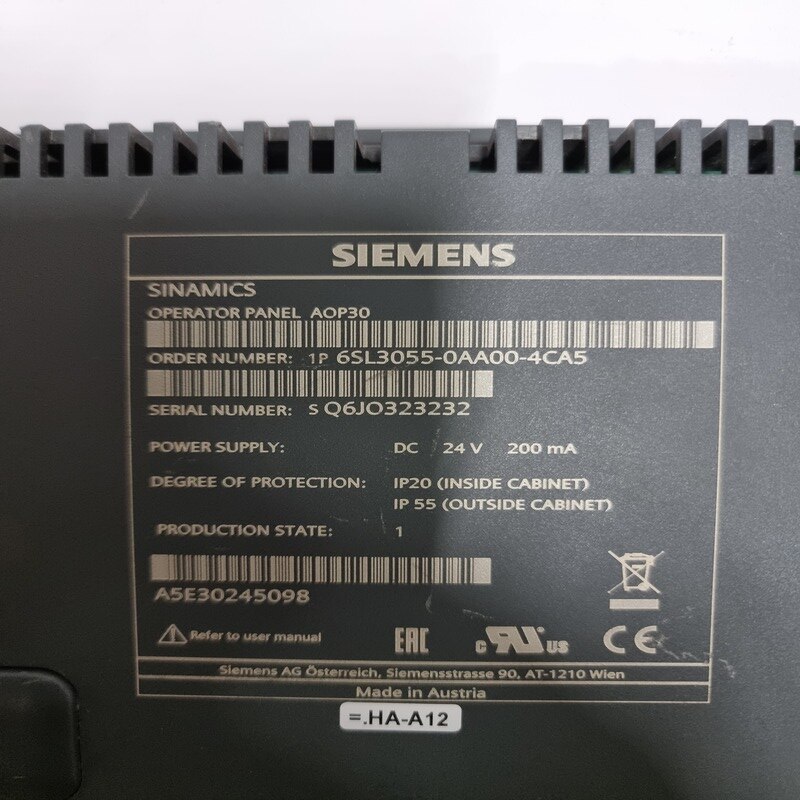 SIEMENS
SINAMICS
OPERATOR PANEL AOP30
ORDER NUMBER: 1P 6SL3055-0AA00-4CA5
SERIAL NUMBER: S Q6JO323232
POWER SUPPLY: DC 24 V 200 mA
DEGREE OF PROTECTION: IP20 (INSIDE CABINET)
IP 55 (OUTSIDE CABINET)
PRODUCTION STATE: 1
A5E30245098
Refer to user manual EAC c UR US CE
Siemens AG Österreich, Siemensstrasse 90, AT-1210 Wien
Made in Austria
=.HA-A12